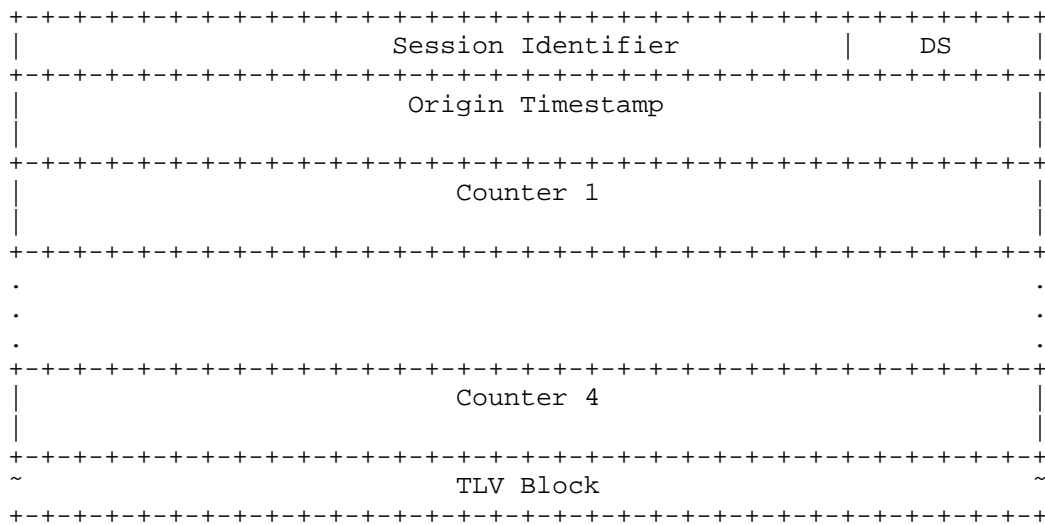 +-+-+-+-+-+-+-+-+-+-+-+-+-+-+-+-+-+-+-+-+-+-+-+-+-+-+-+-+-+-+-+-+
|                       Session Identifier          |    DS     |
+-+-+-+-+-+-+-+-+-+-+-+-+-+-+-+-+-+-+-+-+-+-+-+-+-+-+-+-+-+-+-+-+
|                        Origin Timestamp                       |
|                                                               |
+-+-+-+-+-+-+-+-+-+-+-+-+-+-+-+-+-+-+-+-+-+-+-+-+-+-+-+-+-+-+-+-+
|                           Counter 1                           |
|                                                               |
+-+-+-+-+-+-+-+-+-+-+-+-+-+-+-+-+-+-+-+-+-+-+-+-+-+-+-+-+-+-+-+-+
.                                                               .
.                                                               .
.                                                               .
+-+-+-+-+-+-+-+-+-+-+-+-+-+-+-+-+-+-+-+-+-+-+-+-+-+-+-+-+-+-+-+-+
|                           Counter 4                           |
|                                                               |
+-+-+-+-+-+-+-+-+-+-+-+-+-+-+-+-+-+-+-+-+-+-+-+-+-+-+-+-+-+-+-+-+
~                           TLV Block                           ~
+-+-+-+-+-+-+-+-+-+-+-+-+-+-+-+-+-+-+-+-+-+-+-+-+-+-+-+-+-+-+-+-+